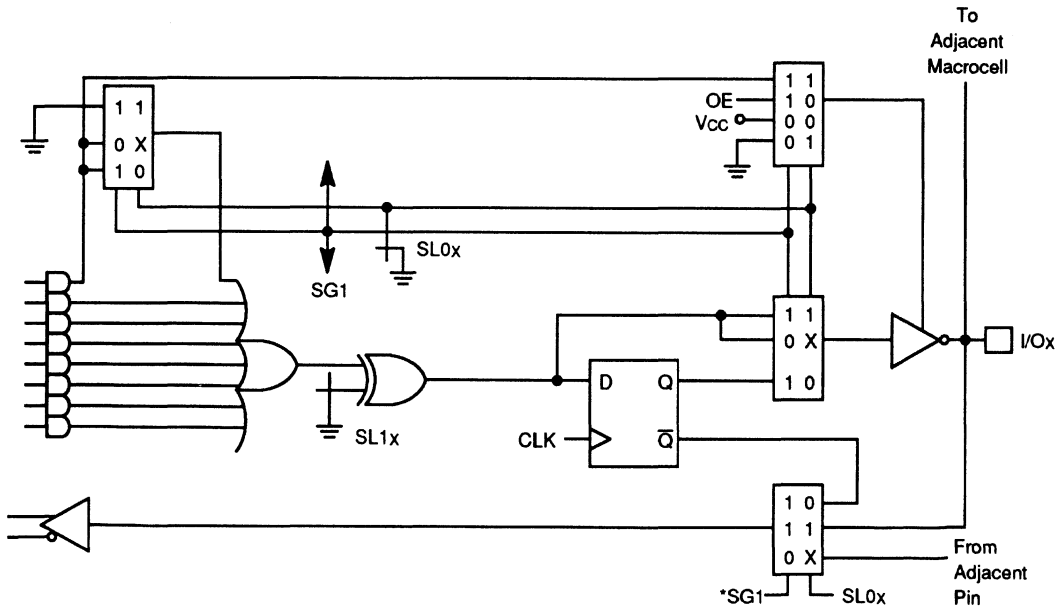 To
Adjacent
Macrocell
1 1
OE
1 0
VCC
0 0
0 1
1 1
0 X
1 0
SL0x
SG1
1 1
0 X
1 0
I/Ox
D Q
CLK
Q̅
SL1x
1 0
1 1
0 X
From
Adjacent
Pin
*SG1
SL0x